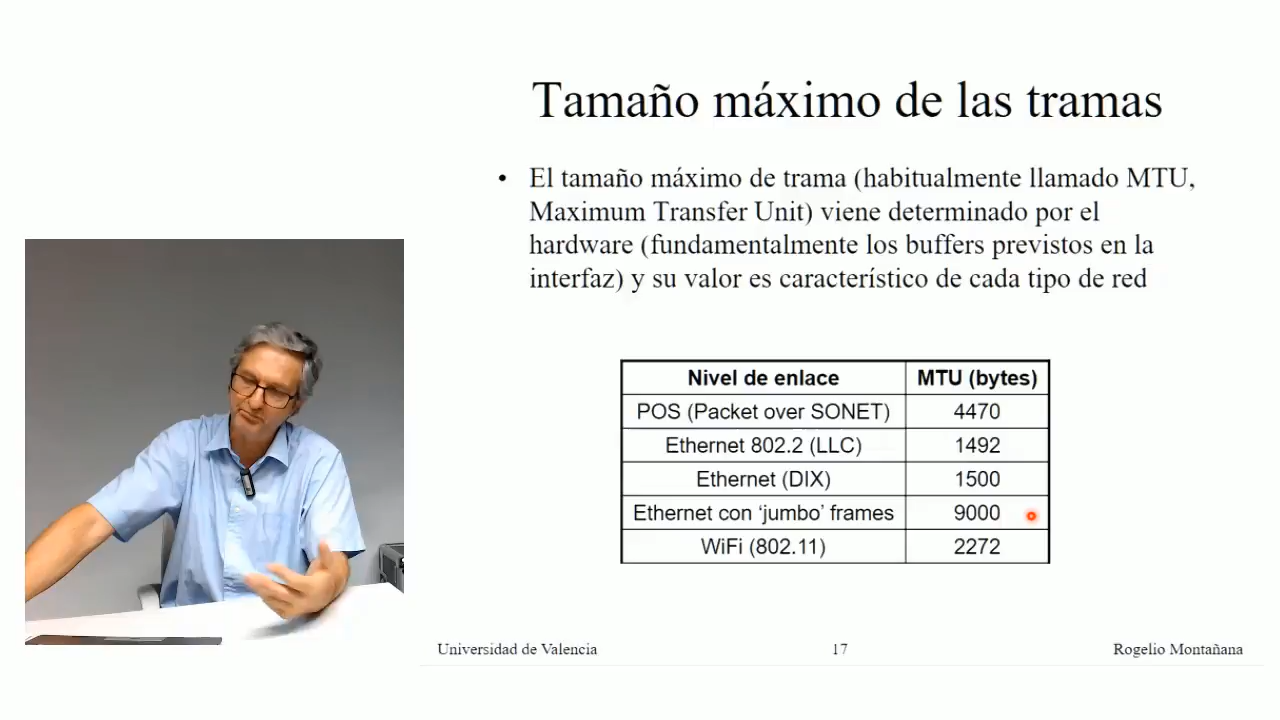 Tamaño máximo de las tramas
• El tamaño máximo de trama (habitualmente llamado MTU,
Maximum Transfer Unit) viene determinado por el
hardware (fundamentalmente los buffers previstos en la
interfaz) y su valor es característico de cada tipo de red
Nivel de enlace MTU (bytes)
POS (Packet over SONET) 4470
Ethernet 802.2 (LLC) 1492
Ethernet (DIX) 1500
Ethernet con ‘jumbo’ frames 9000
WiFi (802.11) 2272
Universidad de Valencia 17 Rogelio Montañana